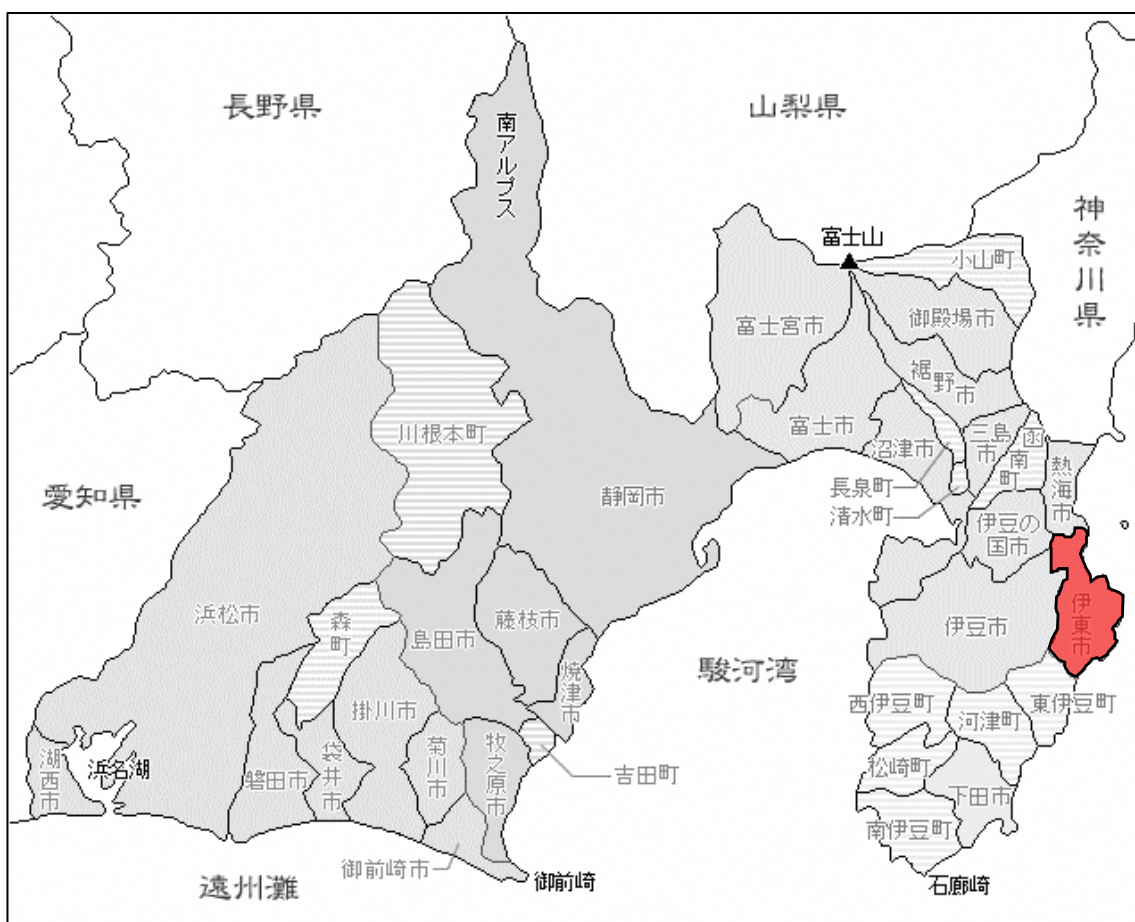 長野県
山梨県
南アルプス
神奈川県
富士山
小山町
富士宮市
御殿場市
裾野市
富士市
沼津市
三島市
函南町
熱海市
川根本町
長泉町
清水町
静岡市
愛知県
伊豆の国市
浜松市
森町
島田市
藤枝市
伊豆市
伊東市
焼津市
駿河湾
掛川市
西伊豆町
河津町
東伊豆町
菊川市
牧之原市
湖西市
浜名湖
磐田市
袋井市
吉田町
松崎町
下田市
南伊豆町
御前崎市
遠州灘
御前崎
石廊崎